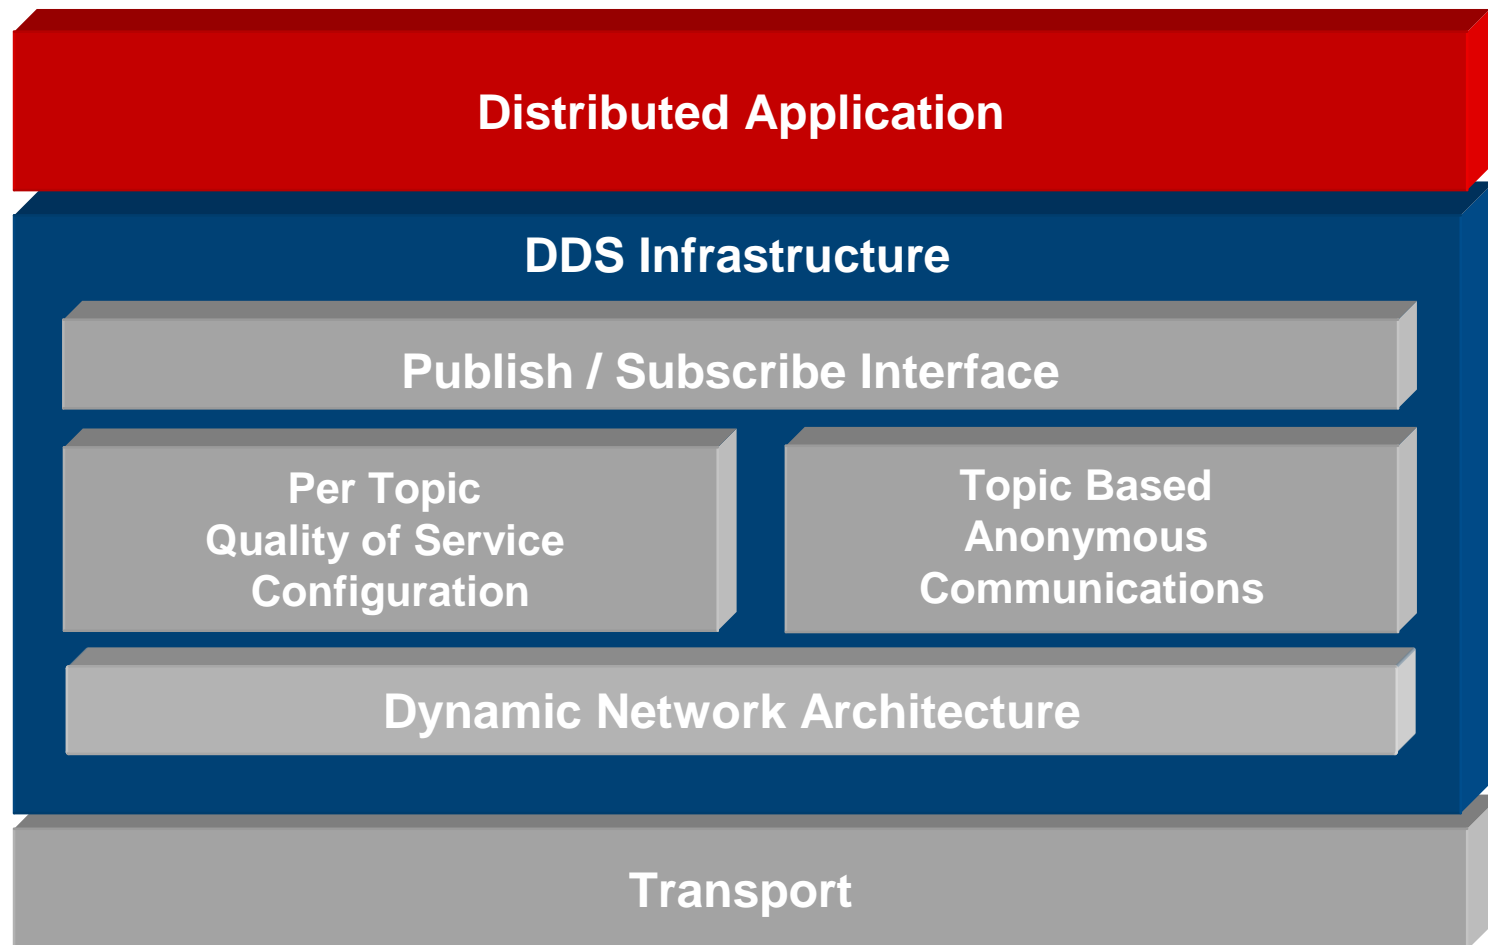 Distributed Application
DDS Infrastructure
Publish / Subscribe Interface
Per Topic
Quality of Service
Configuration
Topic Based
Anonymous
Communications
Dynamic Network Architecture
Transport